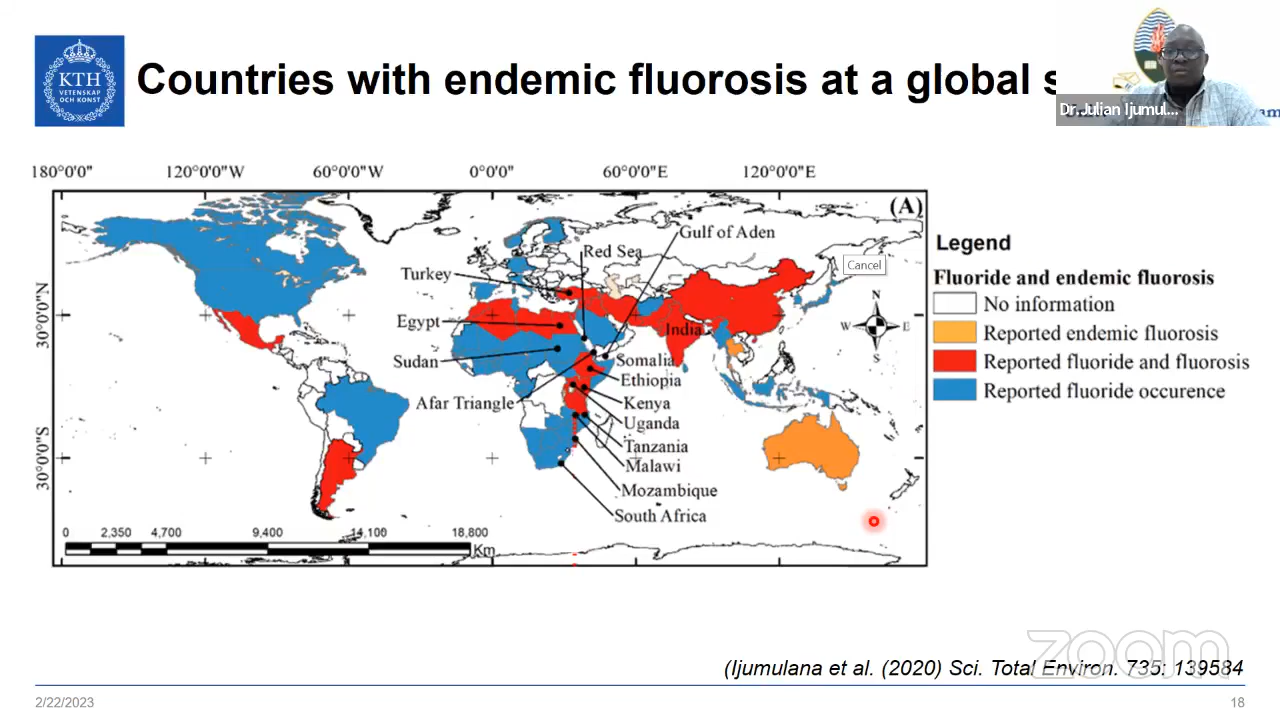 KTH
VETENSKAP
OCH KONST
Countries with endemic fluorosis at a global s
Dr.Julian Ijumul...
180°0'0" 120°0'0"W 60°0'0"W 0°0'0" 60°0'0"E 120°0'0"E
30°0'0"N
30°0'0"S
(A)
Gulf of Aden
Red Sea
Turkey
Egypt
Sudan
Afar Triangle
India
Somalia
Ethiopia
Kenya
Uganda
Tanzania
Malawi
Mozambique
South Africa
Cancel
N
W E
S
0 2,350 4,700 9,400 14,100 18,800
Km
Legend
Fluoride and endemic fluorosis
No information
Reported endemic fluorosis
Reported fluoride and fluorosis
Reported fluoride occurence
zoom
(Ijumulana et al. (2020) Sci. Total Environ. 735: 139584
2/22/2023 18